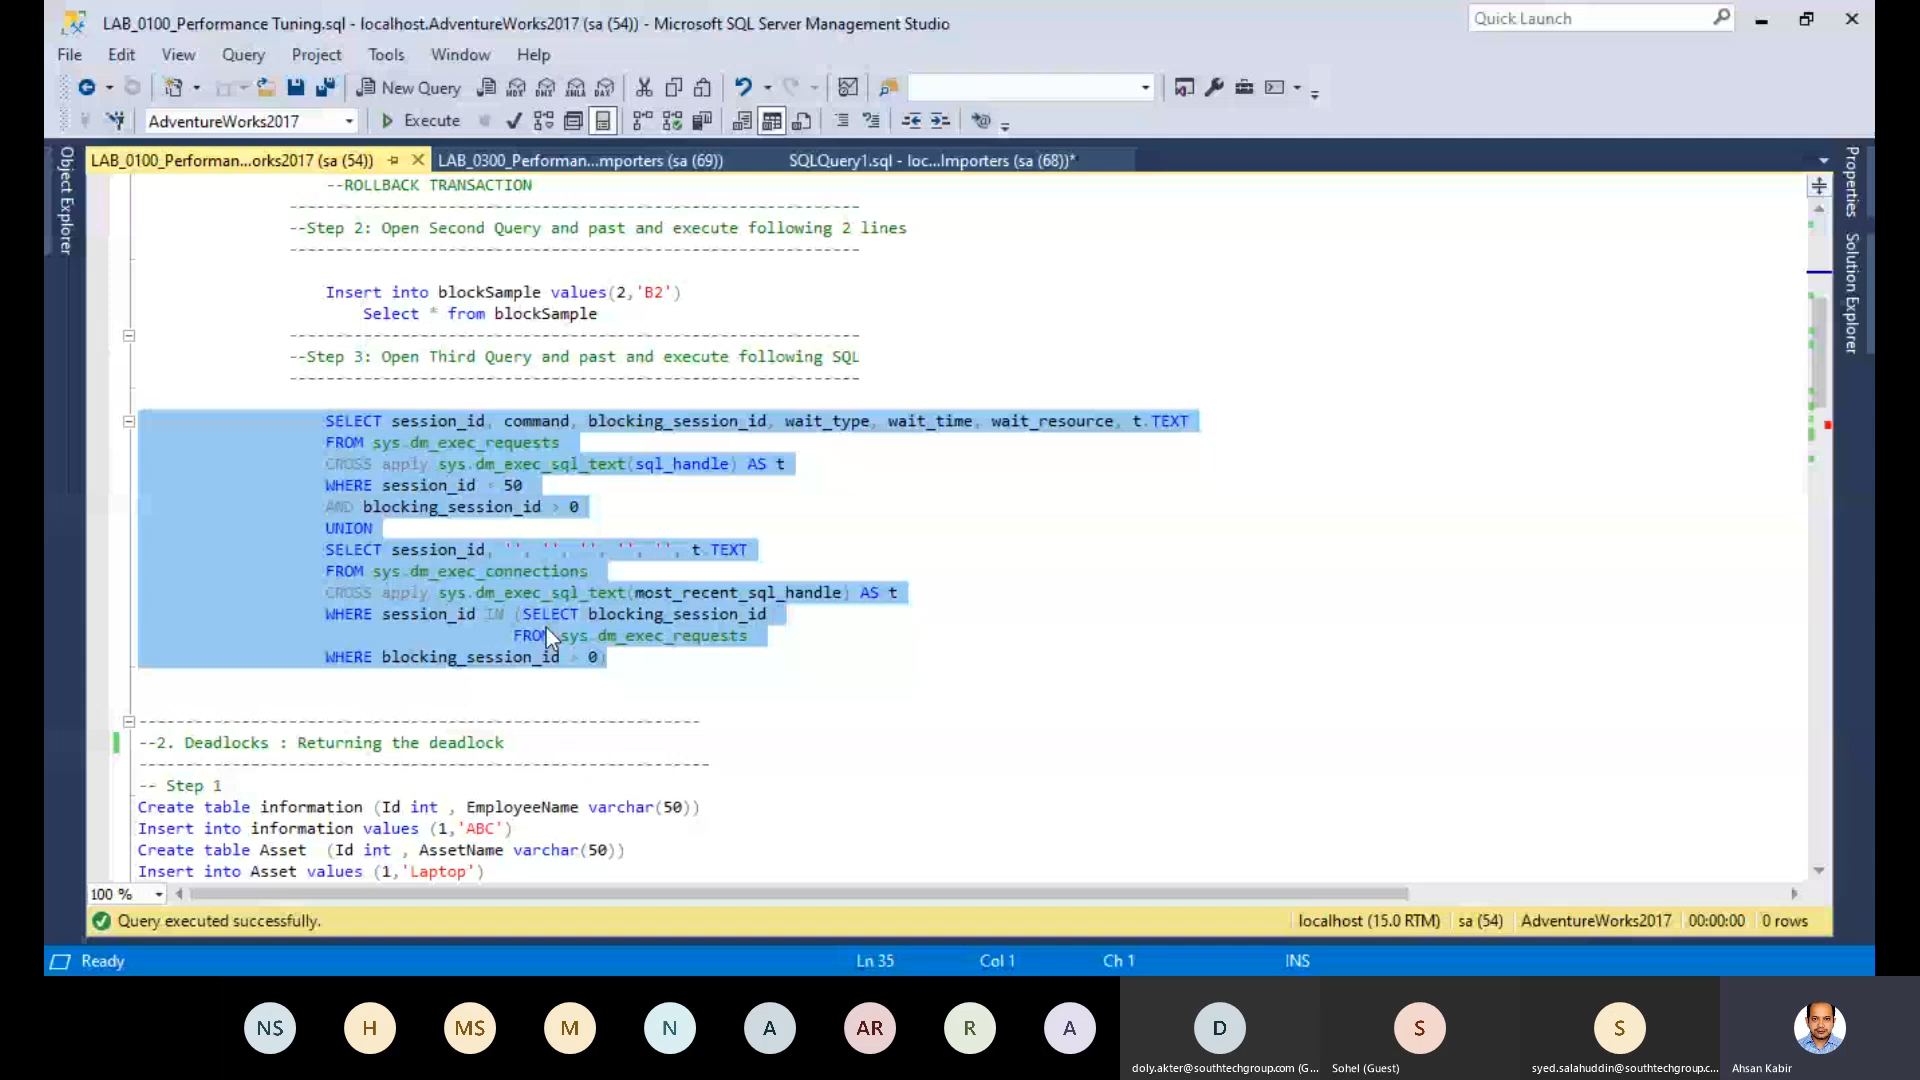 LAB_0100_Performance Tuning.sql - localhost.AdventureWorks2017 (sa (54)) - Microsoft SQL Server Management Studio
Quick Launch
File Edit View Query Project Tools Window Help
New Query
AdventureWorks2017
Execute
LAB_0100_Performan...orks2017 (sa (54))
LAB_0300_Performan...mporters (sa (69))
SQLQuery1.sql - loc...Importers (sa (68))*
Object Explorer
Properties
Solution Explorer
--ROLLBACK TRANSACTION
--Step 2: Open Second Query and past and execute following 2 lines
Insert into blockSample values(2,'B2')
Select * from blockSample
--Step 3: Open Third Query and past and execute following SQL
SELECT session_id, command, blocking_session_id, wait_type, wait_time, wait_resource, t.TEXT
FROM sys.dm_exec_requests
CROSS apply sys.dm_exec_sql_text(sql_handle) AS t
WHERE session_id 50
AND blocking_session_id > 0
UNION
SELECT session_id, '', '', '', '', '', t.TEXT
FROM sys.dm_exec_connections
CROSS apply sys.dm_exec_sql_text(most_recent_sql_handle) AS t
WHERE session_id IN (SELECT blocking_session_id
FROM sys.dm_exec_requests
WHERE blocking_session_id > 0)
--2. Deadlocks : Returning the deadlock
-- Step 1
Create table information (Id int , EmployeeName varchar(50))
Insert into information values (1,'ABC')
Create table Asset (Id int , AssetName varchar(50))
Insert into Asset values (1,'Laptop')
100 %
Query executed successfully.
localhost (15.0 RTM) sa (54) AdventureWorks2017 00:00:00 0 rows
Ready
Ln 35
Col 1
Ch 1
INS
NS H MS M N A AR R A D S S
doly.akter@southtechgroup.com (G...
Sohel (Guest)
syed.salahuddin@southtechgroup.c...
Ahsan Kabir